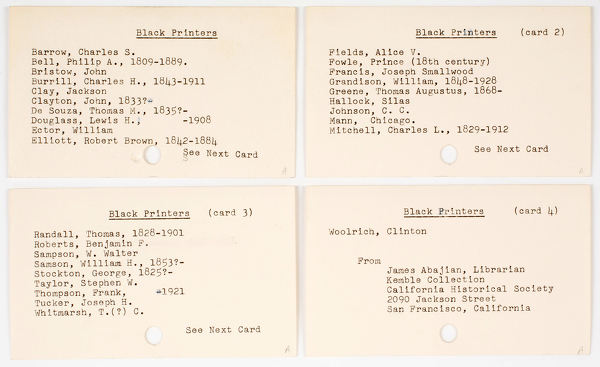 Black Printers
Barrow, Charles S.
Bell, Philip A., 1809-1889.
Bristow, John
Burrill, Charles H., 1843-1911
Clay, Jackson
Clayton, John, 1833?-
De Souza, Thomas M., 1835?-
Douglass, Lewis H., -1908
Ector, William
Elliott, Robert Brown, 1842-1884
See Next Card
A
Black Printers (card 2)
Fields, Alice V.
Fowle, Prince (18th century)
Francis, Joseph Smallwood
Grandison, William, 1848-1928
Greene, Thomas Augustus, 1868-
Hallock, Silas
Johnson, C. C.
Mann, Chicago.
Mitchell, Charles L., 1829-1912
See Next Card
A
Black Printers (card 3)
Randall, Thomas, 1828-1901
Roberts, Benjamin F.
Sampson, W. Walter
Samson, William H., 1853?-
Stockton, George, 1825?-
Taylor, Stephen W.
Thompson, Frank, -1921
Tucker, Joseph H.
Whitmarsh, T.(?) C.
See Next Card
A
Black Printers (card 4)
Woolrich, Clinton
From
James Abajian, Librarian
Kemble Collection
California Historical Society
2090 Jackson Street
San Francisco, California
A